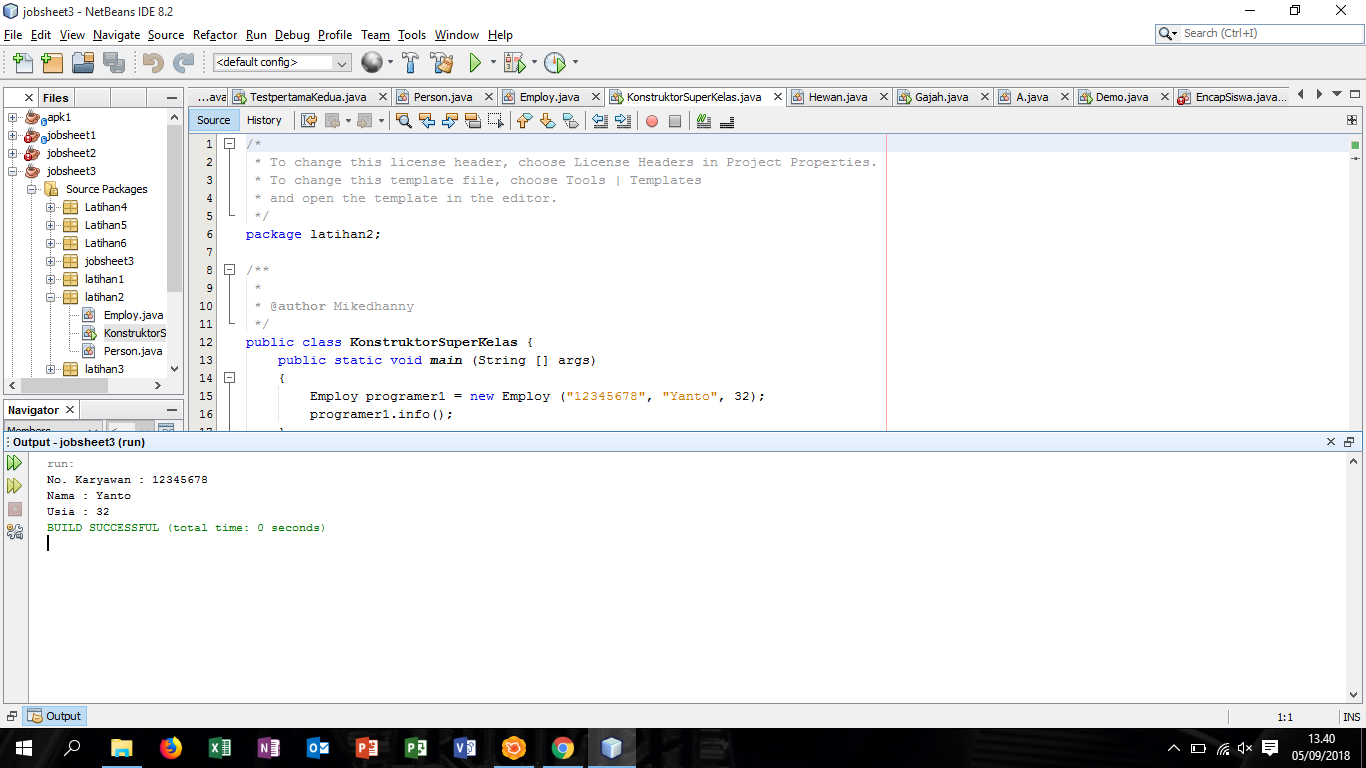 jobsheet3 - NetBeans IDE 8.2
File Edit View Navigate Source Refactor Run Debug Profile Team Tools Window Help
Search (Ctrl+I)
<default config>
Files
...ava TestpertamaKedua.java Person.java Employ.java KonstruktorSuperKelas.java Hewan.java Gajah.java A.java Demo.java EncapSiswa.java...
Source History
apk1
jobsheet1
jobsheet2
jobsheet3
Source Packages
Latihan4
Latihan5
Latihan6
jobsheet3
latihan1
latihan2
Employ.java
KonstruktorS
Person.java
latihan3
Navigator
Members
1 /*
2 * To change this license header, choose License Headers in Project Properties.
3 * To change this template file, choose Tools | Templates
4 * and open the template in the editor.
5 */
6 package latihan2;
7
8 /**
9 *
10 * @author Mikedhanny
11 */
12 public class KonstruktorSuperKelas {
13 public static void main (String [] args)
14 {
15 Employ programer1 = new Employ ("12345678", "Yanto", 32);
16 programer1.info();
17 }
Output - jobsheet3 (run)
run:
No. Karyawan : 12345678
Nama : Yanto
Usia : 32
BUILD SUCCESSFUL (total time: 0 seconds)
Output
1:1 INS
13.40
05/09/2018